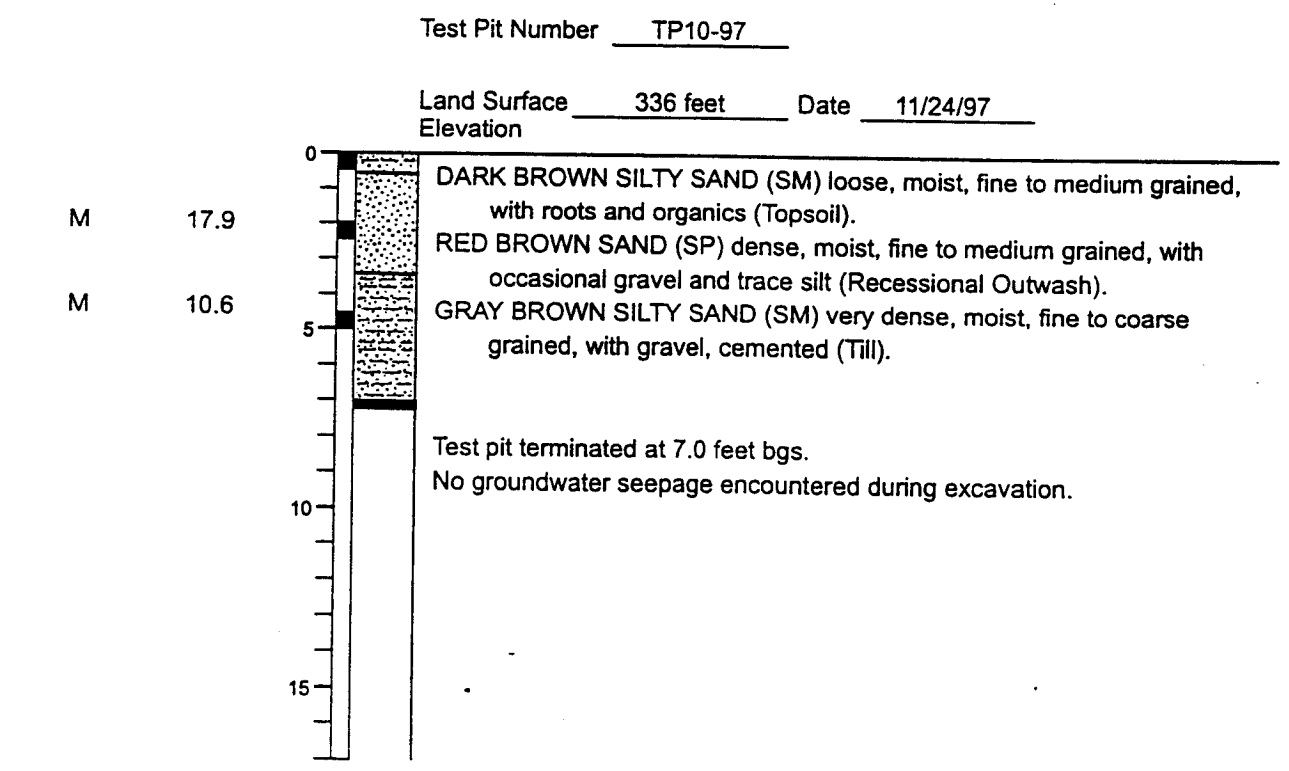 Test Pit Number TP10-97
Land Surface 336 feet Date 11/24/97
Elevation
0
DARK BROWN SILTY SAND (SM) loose, moist, fine to medium grained,
with roots and organics (Topsoil).
M 17.9
RED BROWN SAND (SP) dense, moist, fine to medium grained, with
occasional gravel and trace silt (Recessional Outwash).
M 10.6
GRAY BROWN SILTY SAND (SM) very dense, moist, fine to coarse
5
grained, with gravel, cemented (Till).
Test pit terminated at 7.0 feet bgs.
No groundwater seepage encountered during excavation.
10
15